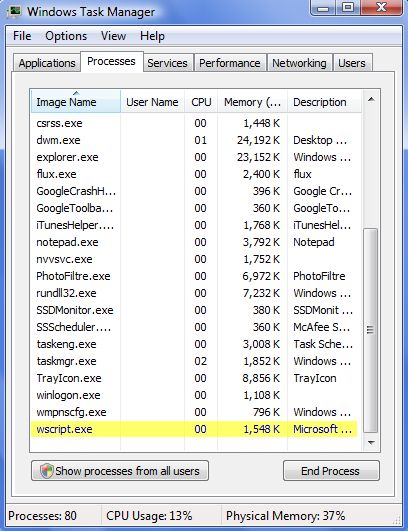 Windows Task Manager
File Options View Help
Applications Processes Services Performance Networking Users
Image Name User Name CPU Memory (... Description
csrss.exe 00 1,448 K
dwm.exe 01 24,192 K Desktop ...
explorer.exe 00 23,152 K Windows ...
flux.exe 00 2,400 K flux
GoogleCrashH... 00 396 K Google Cr...
GoogleToolba... 00 360 K GoogleTo...
iTunesHelper.... 00 1,768 K iTunesHel...
notepad.exe 00 3,792 K Notepad
nvvsvc.exe 00 1,752 K
PhotoFiltre.exe 00 6,972 K PhotoFiltre
rundll32.exe 00 7,232 K Windows ...
SSDMonitor.exe 00 380 K SSDMonit ...
SSScheduler.... 00 360 K McAfee S...
taskeng.exe 00 3,008 K Task Sche...
taskmgr.exe 02 1,852 K Windows ...
TrayIcon.exe 00 8,856 K TrayIcon
winlogon.exe 00 1,108 K
wmpnscfg.exe 00 796 K Windows ...
wscript.exe 00 1,548 K Microsoft ...
Show processes from all users End Process
Processes: 80 CPU Usage: 13% Physical Memory: 37%